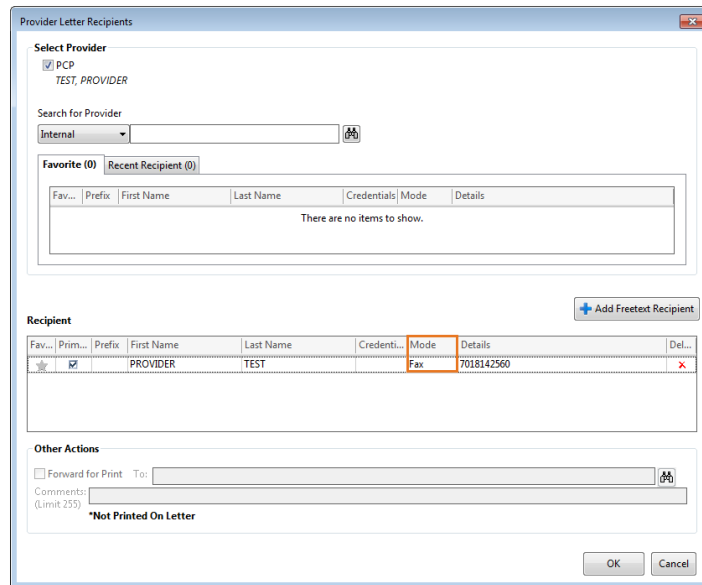 Provider Letter Recipients
Select Provider
PCP
TEST, PROVIDER
Search for Provider
Internal
Favorite (0) Recent Recipient (0)
Fav... Prefix First Name Last Name Credentials Mode Details
There are no items to show.
Add Freetext Recipient
Recipient
Fav... Prim... Prefix First Name Last Name Credenti... Mode Details Del...
PROVIDER TEST Fax 7018142560
Other Actions
Forward for Print To:
Comments:
(Limit 255)
*Not Printed On Letter
OK Cancel